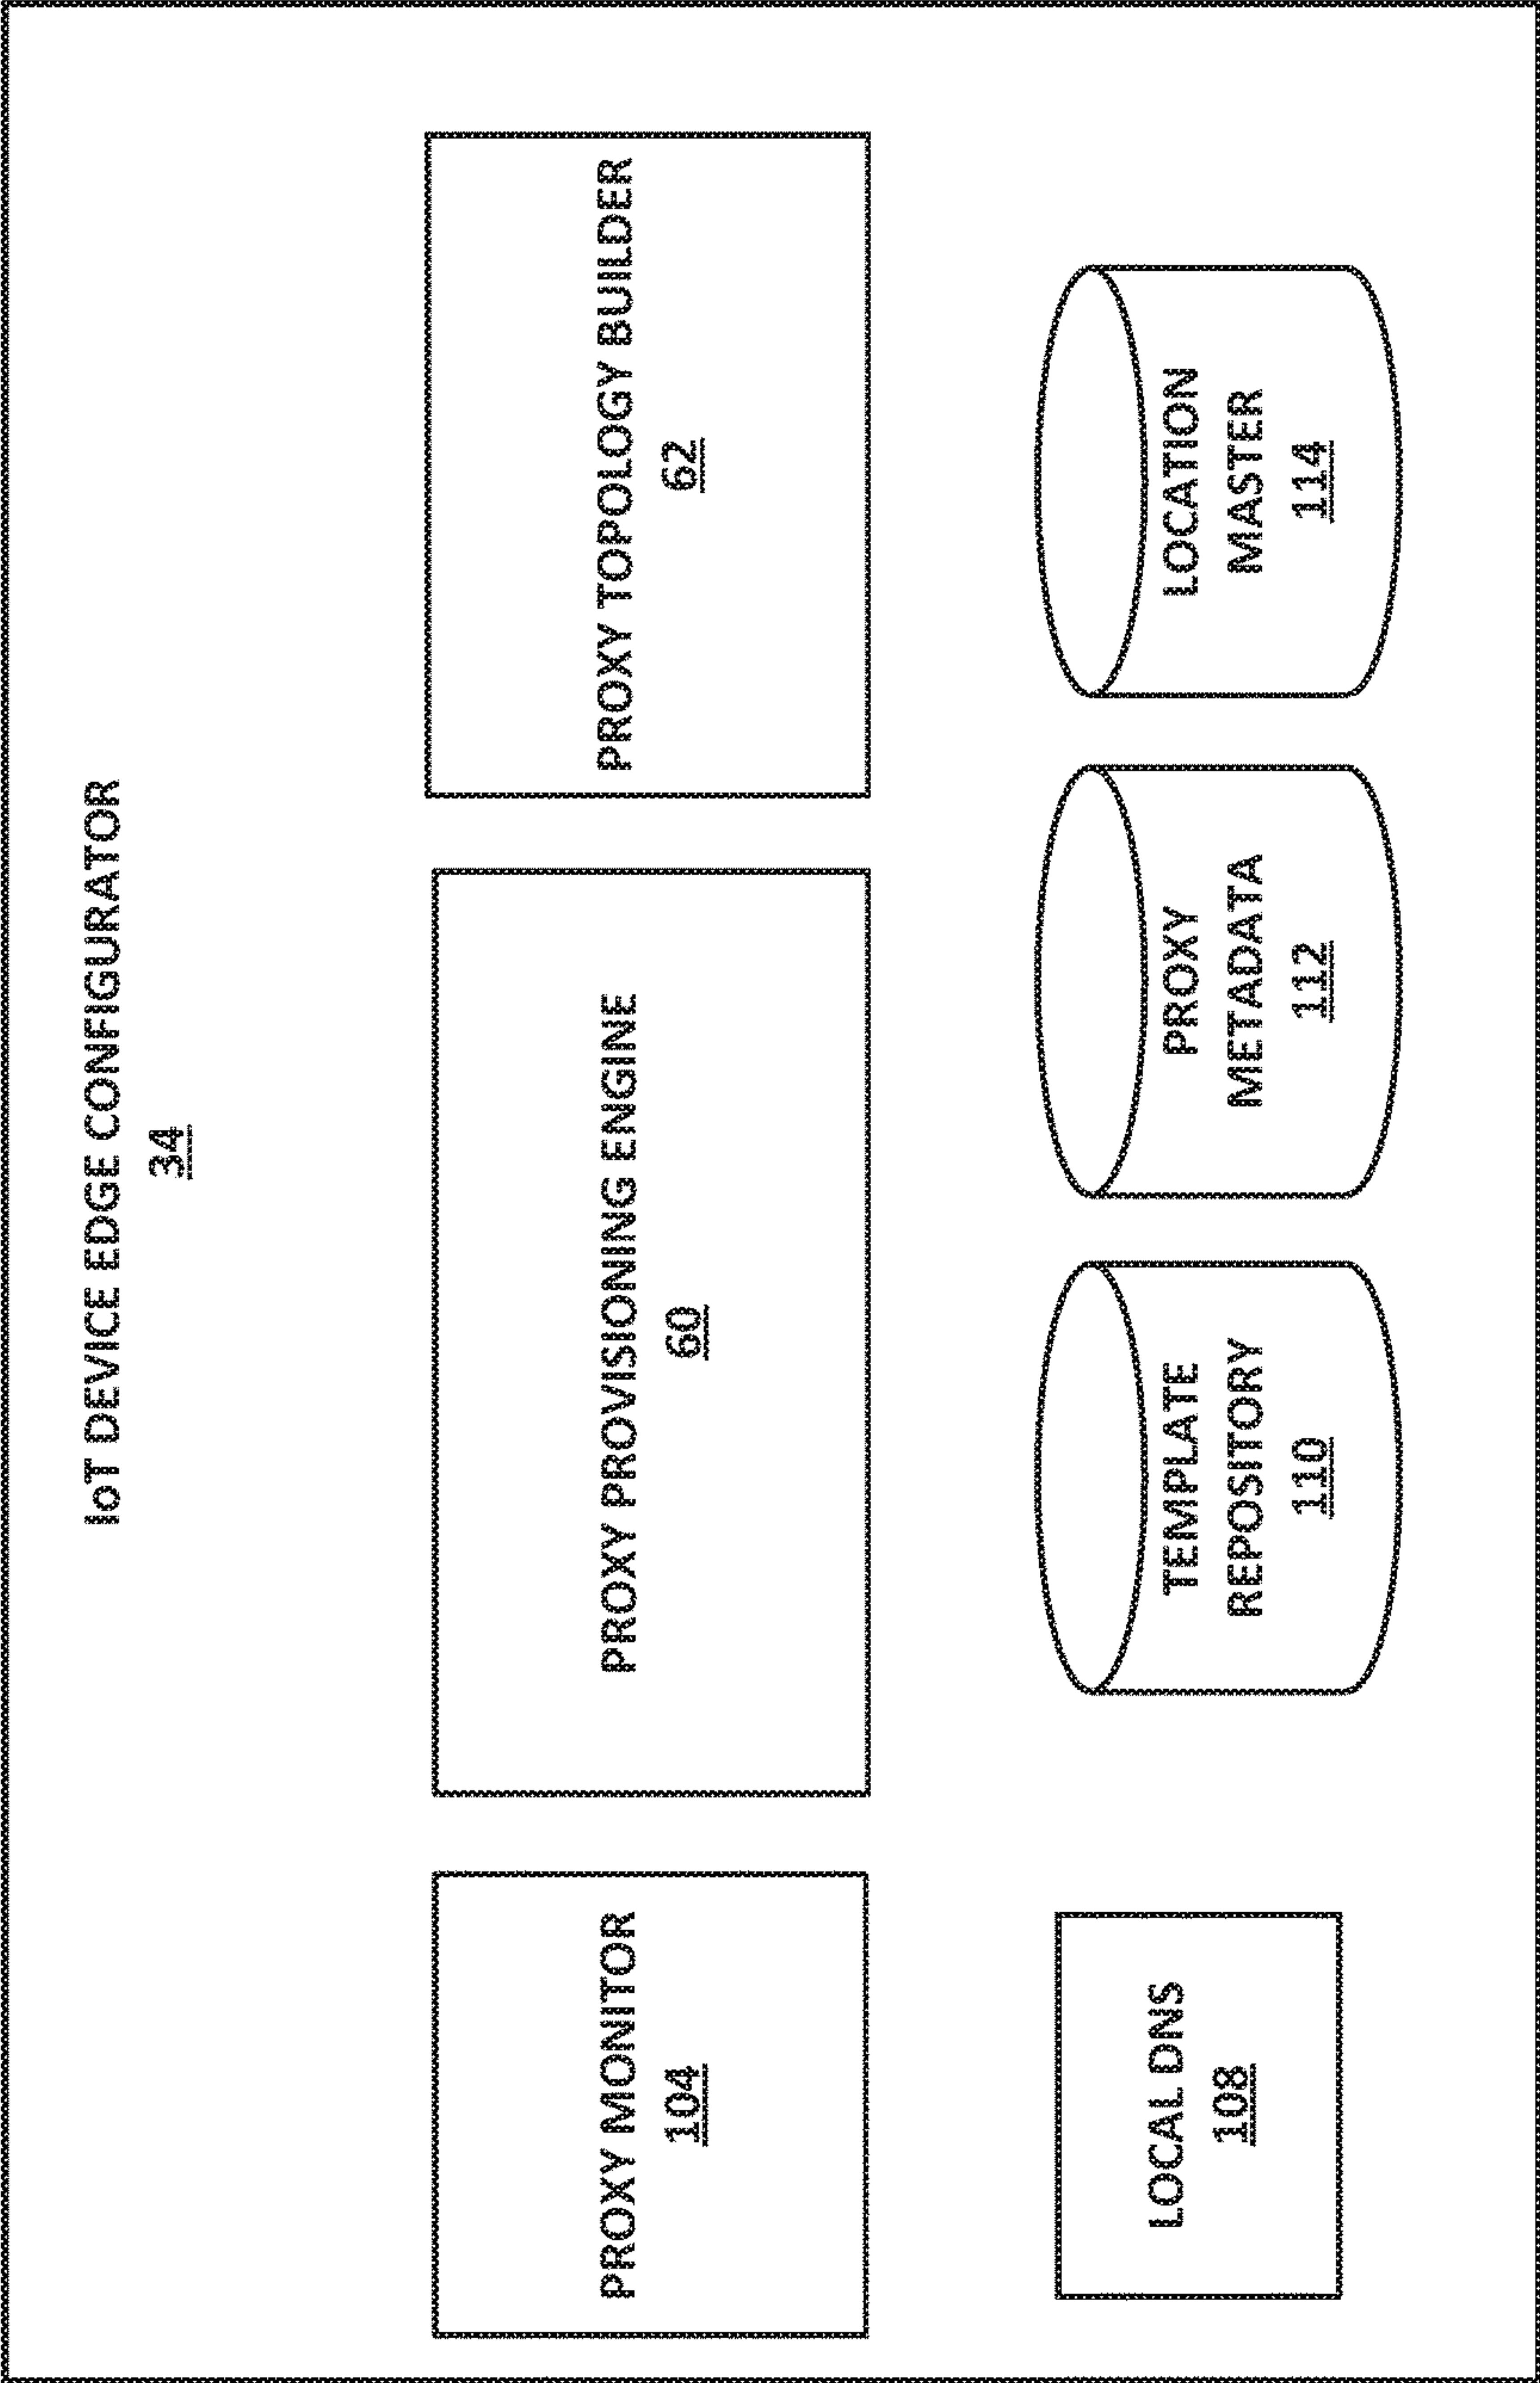 IoT DEVICE EDGE CONFIGURATOR
34
PROXY MONITOR
104
PROXY PROVISIONING ENGINE
60
PROXY TOPOLOGY BUILDER
62
LOCAL DNS
108
TEMPLATE
REPOSITORY
110
PROXY
METADATA
112
LOCATION
MASTER
114